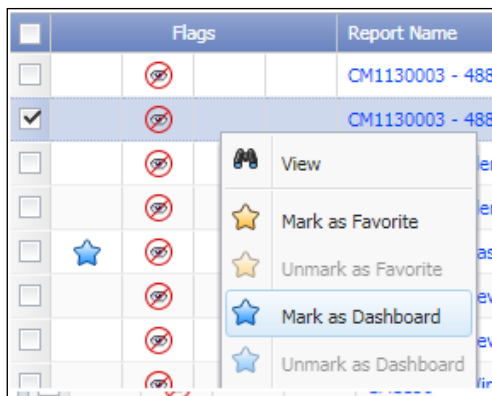 Flags Report Name
CM1130003 - 488
CM1130003 - 488
View
Mark as Favorite
Unmark as Favorite
Mark as Dashboard
Unmark as Dashboard